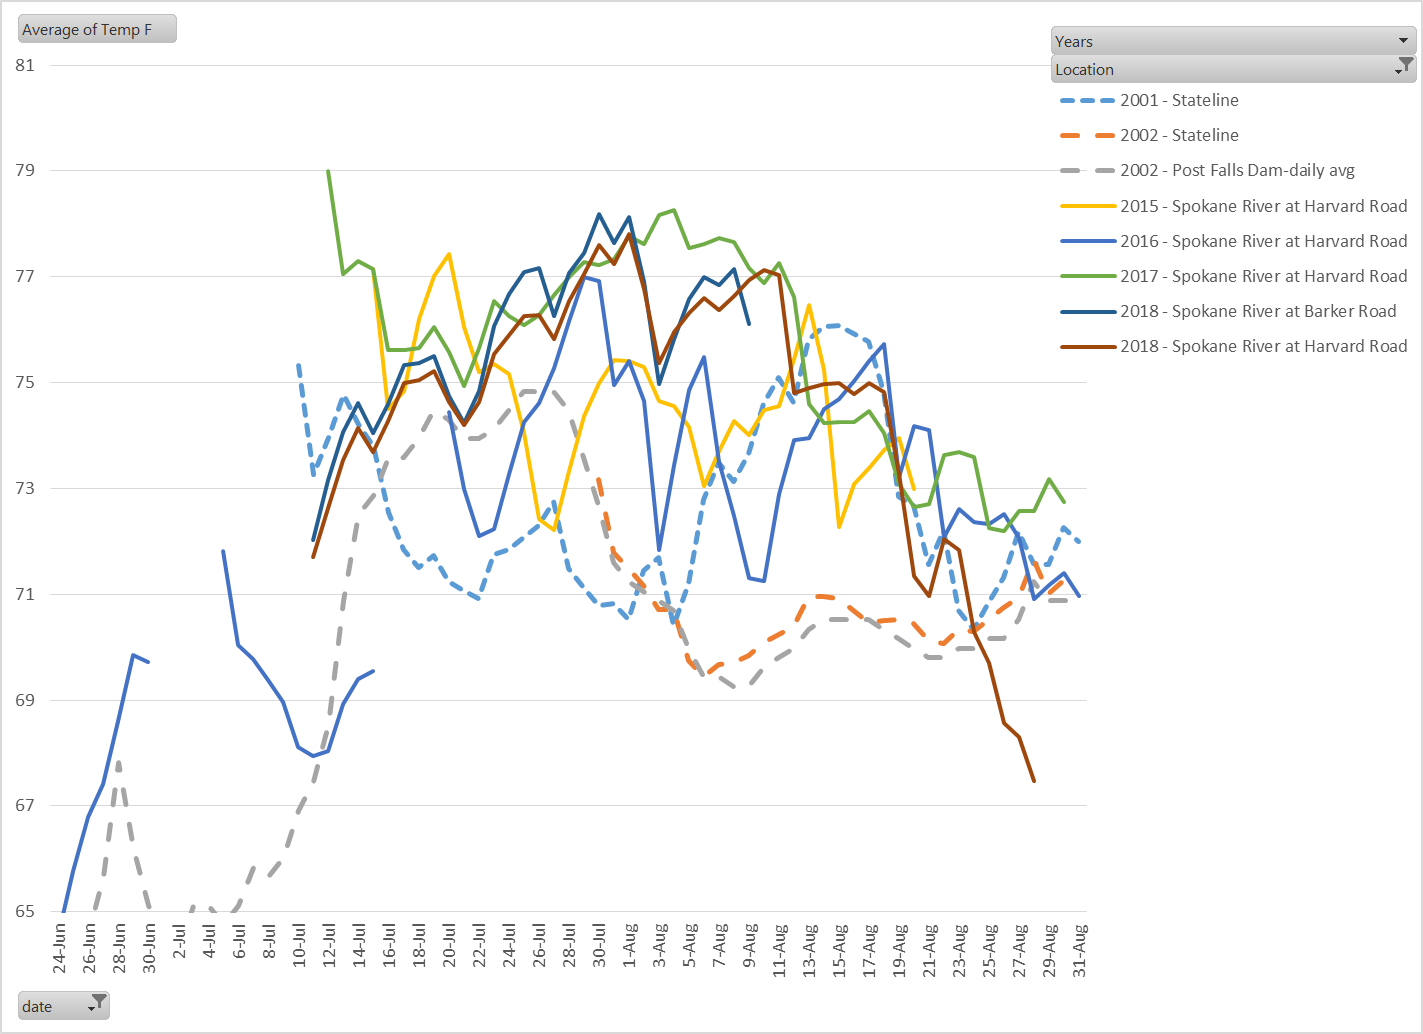 Average of Temp F
Years
Location
81
79
77
75
73
71
69
67
65
2001 - Stateline
2002 - Stateline
2002 - Post Falls Dam-daily avg
2015 - Spokane River at Harvard Road
2016 - Spokane River at Harvard Road
2017 - Spokane River at Harvard Road
2018 - Spokane River at Barker Road
2018 - Spokane River at Harvard Road
24-Jun
26-Jun
28-Jun
30-Jun
2-Jul
4-Jul
6-Jul
8-Jul
10-Jul
12-Jul
14-Jul
16-Jul
18-Jul
20-Jul
22-Jul
24-Jul
26-Jul
28-Jul
30-Jul
1-Aug
3-Aug
5-Aug
7-Aug
9-Aug
11-Aug
13-Aug
15-Aug
17-Aug
19-Aug
21-Aug
23-Aug
25-Aug
27-Aug
29-Aug
31-Aug
date